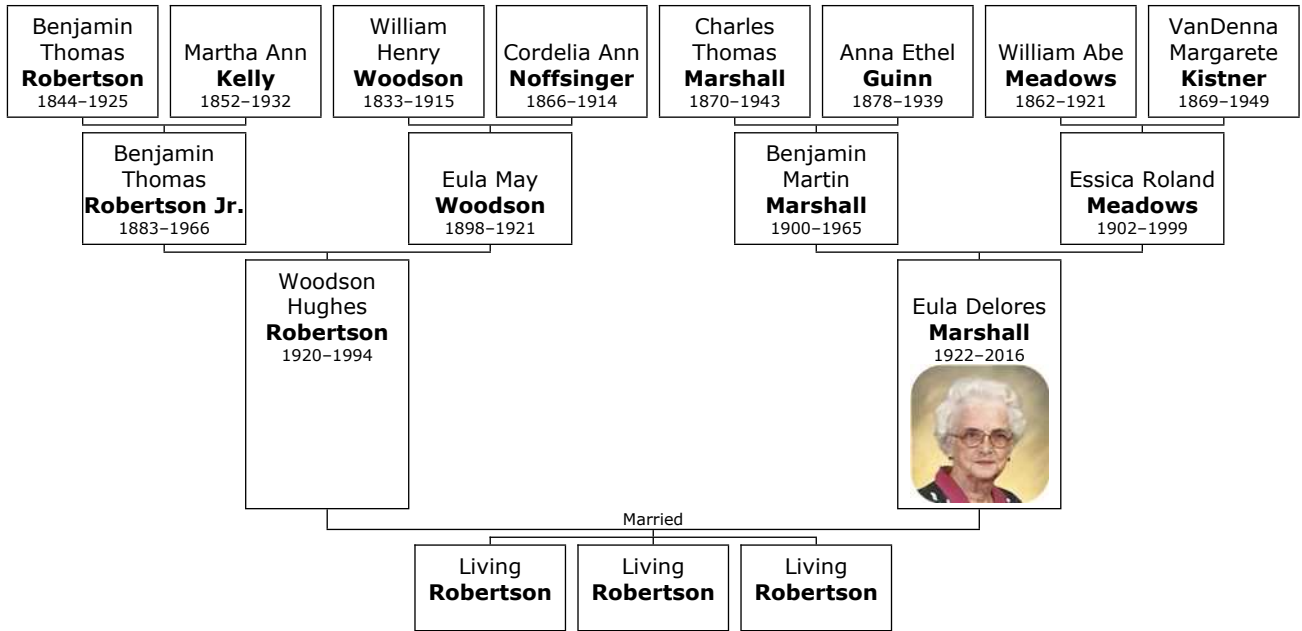 Benjamin
Thomas
Robertson
1844–1925
Martha Ann
Kelly
1852–1932
William
Henry
Woodson
1833–1915
Cordelia Ann
Noffsinger
1866–1914
Charles
Thomas
Marshall
1870–1943
Anna Ethel
Guinn
1878–1939
William Abe
Meadows
1862–1921
VanDenna
Margarete
Kistner
1869–1949
Benjamin
Thomas
Robertson Jr.
1883–1966
Eula May
Woodson
1898–1921
Benjamin
Martin
Marshall
1900–1965
Essica Roland
Meadows
1902–1999
Woodson
Hughes
Robertson
1920–1994
Eula Delores
Marshall
1922–2016
Married
Living
Robertson
Living
Robertson
Living
Robertson